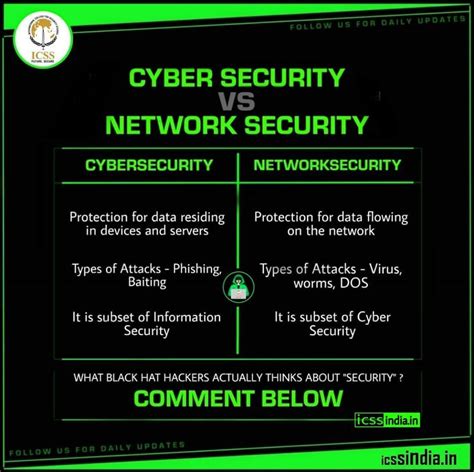 FOLLOW US FOR DAILY UPDATES
ICSS
CYBER SECURITY
VS
NETWORK SECURITY
CYBERSECURITY
NETWORKSECURITY
Protection for data residing
in devices and servers
Protection for data flowing
on the network
Types of Attacks - Phishing,
Baiting
Types of Attacks - Virus,
worms, DOS
It is subset of Information
Security
It is subset of Cyber
Security
WHAT BLACK HAT HACKERS ACTUALLY THINKS ABOUT "SECURITY" ?
COMMENT BELOW
icssindia.in
FOLLOW US FOR DAILY UPDATES
icssindia.in